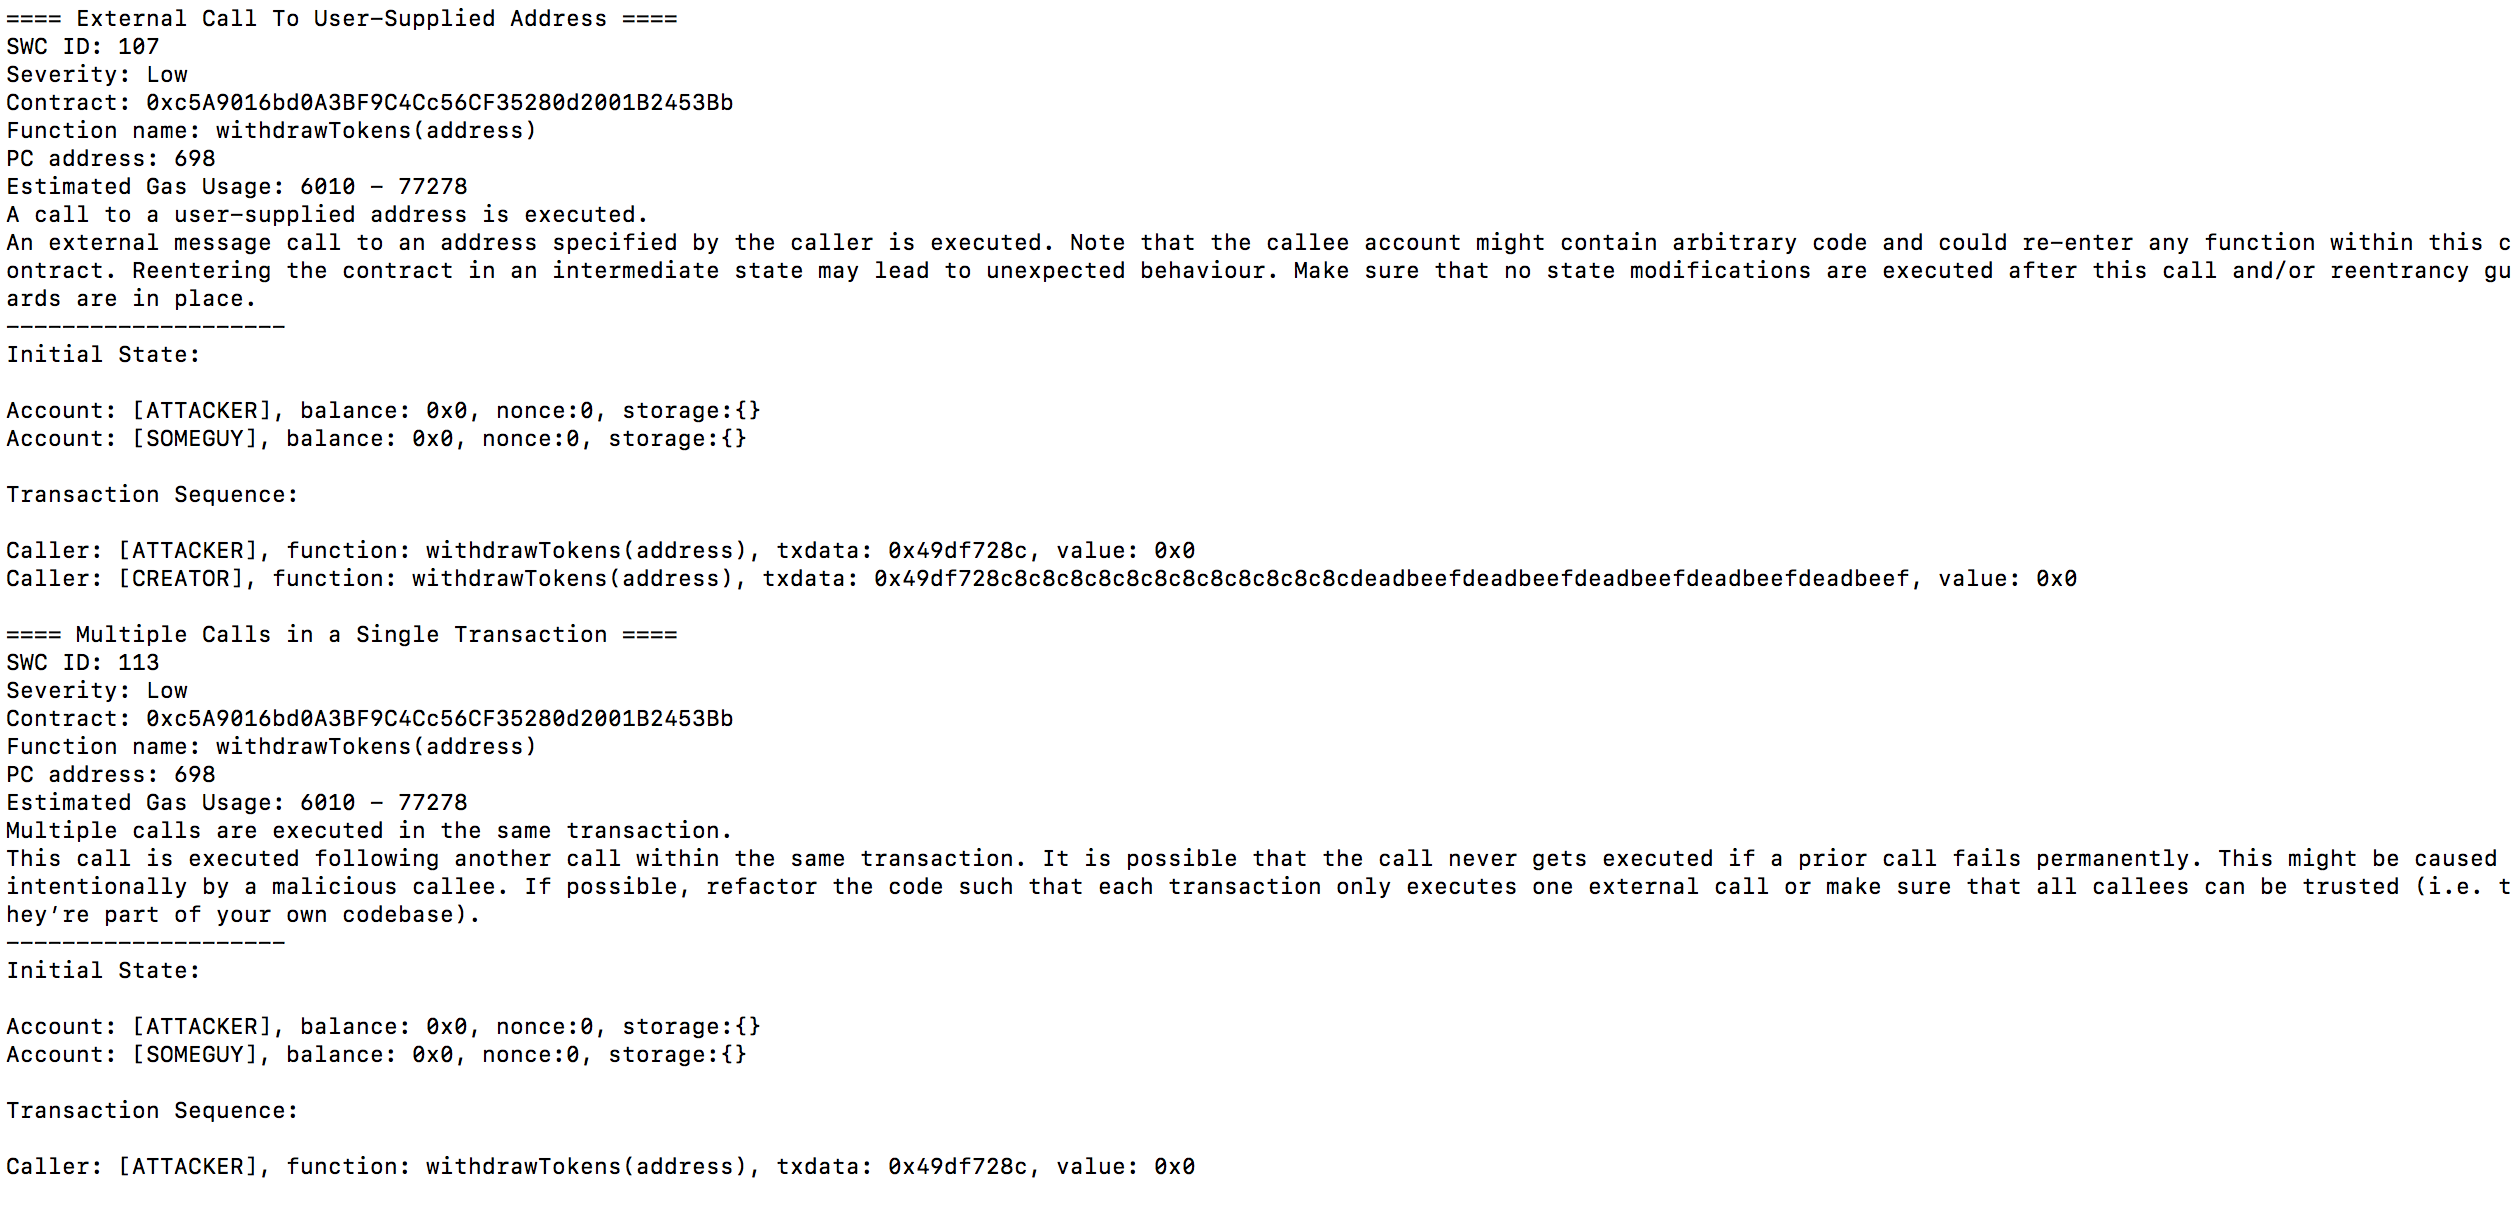 ==== External Call To User-Supplied Address ====
SWC ID: 107
Severity: Low
Contract: 0xc5A9016bd0A3BF9C4Cc56CF35280d2001B2453Bb
Function name: withdrawTokens(address)
PC address: 698
Estimated Gas Usage: 6010 - 77278
A call to a user-supplied address is executed.
An external message call to an address specified by the caller is executed. Note that the callee account might contain arbitrary code and could re-enter any function within this c
ontract. Reentering the contract in an intermediate state may lead to unexpected behaviour. Make sure that no state modifications are executed after this call and/or reentrancy gu
ards are in place.
--------------------
Initial State:

Account: [ATTACKER], balance: 0x0, nonce:0, storage:{}
Account: [SOMEGUY], balance: 0x0, nonce:0, storage:{}

Transaction Sequence:

Caller: [ATTACKER], function: withdrawTokens(address), txdata: 0x49df728c, value: 0x0
Caller: [CREATOR], function: withdrawTokens(address), txdata: 0x49df728c8c8c8c8c8c8c8c8c8c8c8c8cdeadbeefdeadbeefdeadbeefdeadbeefdeadbeef, value: 0x0

==== Multiple Calls in a Single Transaction ====
SWC ID: 113
Severity: Low
Contract: 0xc5A9016bd0A3BF9C4Cc56CF35280d2001B2453Bb
Function name: withdrawTokens(address)
PC address: 698
Estimated Gas Usage: 6010 - 77278
Multiple calls are executed in the same transaction.
This call is executed following another call within the same transaction. It is possible that the call never gets executed if a prior call fails permanently. This might be caused
intentionally by a malicious callee. If possible, refactor the code such that each transaction only executes one external call or make sure that all callees can be trusted (i.e. t
hey're part of your own codebase).
--------------------
Initial State:

Account: [ATTACKER], balance: 0x0, nonce:0, storage:{}
Account: [SOMEGUY], balance: 0x0, nonce:0, storage:{}

Transaction Sequence:

Caller: [ATTACKER], function: withdrawTokens(address), txdata: 0x49df728c, value: 0x0